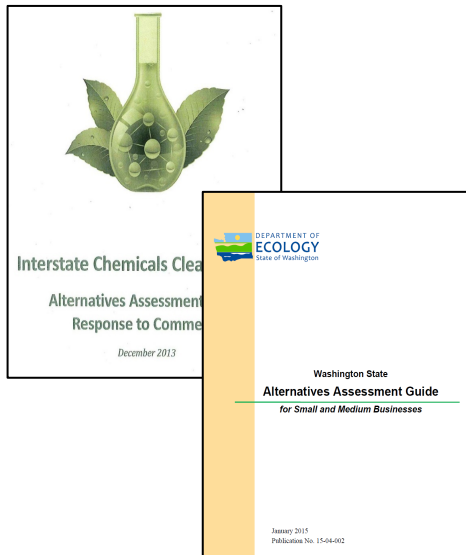 Interstate Chemicals Clea
Alternatives Assessment
Response to Comme
December 2013
DEPARTMENT OF
ECOLOGY
State of Washington
Washington State
Alternatives Assessment Guide
for Small and Medium Businesses
January 2015
Publication No. 15-04-002